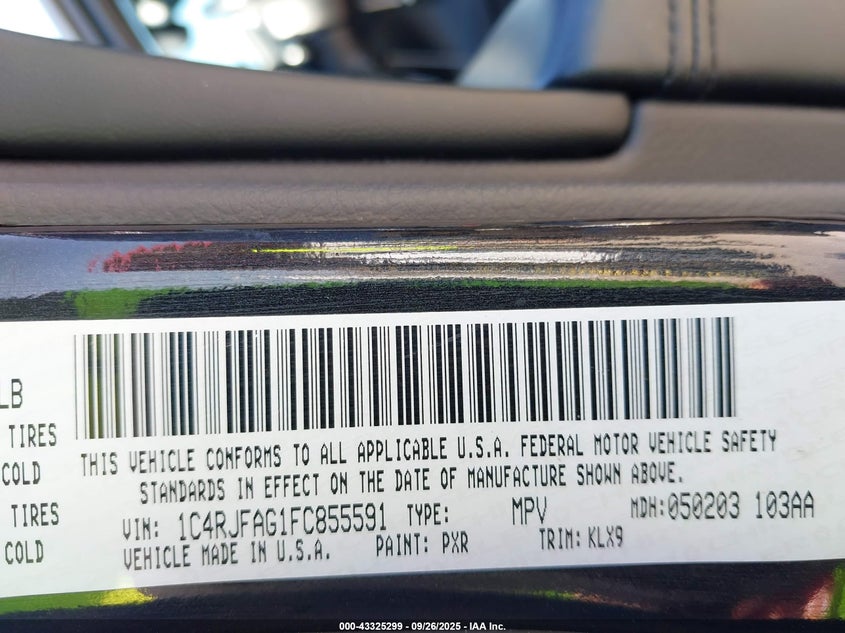 LB
TIRES
COLD
TIRES
COLD
THIS VEHICLE CONFORMS TO ALL APPLICABLE U.S.A. FEDERAL MOTOR VEHICLE SAFETY
STANDARDS IN EFFECT ON THE DATE OF MANUFACTURE SHOWN ABOVE.
VIN: 1C4RJFAG1FC855591 TYPE: MPV MDH:050203 103AA
VEHICLE MADE IN U.S.A. PAINT: PXR TRIM: KLX9
000-43325299 - 09/26/2025 - IAA Inc.